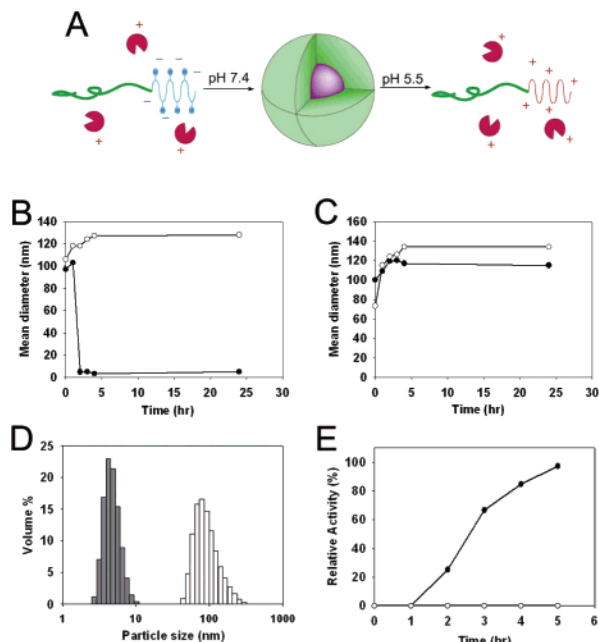 A
pH 7.4
pH 5.5
+
+
+
−
−
−
−
−
+
+
+
+
+
+
+
+
+
B
140
120
100
80
60
40
20
0
Mean diameter (nm)
0 5 10 15 20 25 30
Time (hr)
C
160
140
120
100
80
60
40
20
0
Mean diameter (nm)
0 5 10 15 20 25 30
Time (hr)
D
25
20
15
10
5
0
Volume %
1 10 100 1000
Particle size (nm)
E
100
80
60
40
20
0
Relative Activity (%)
0 1 2 3 4 5 6
Time (hr)